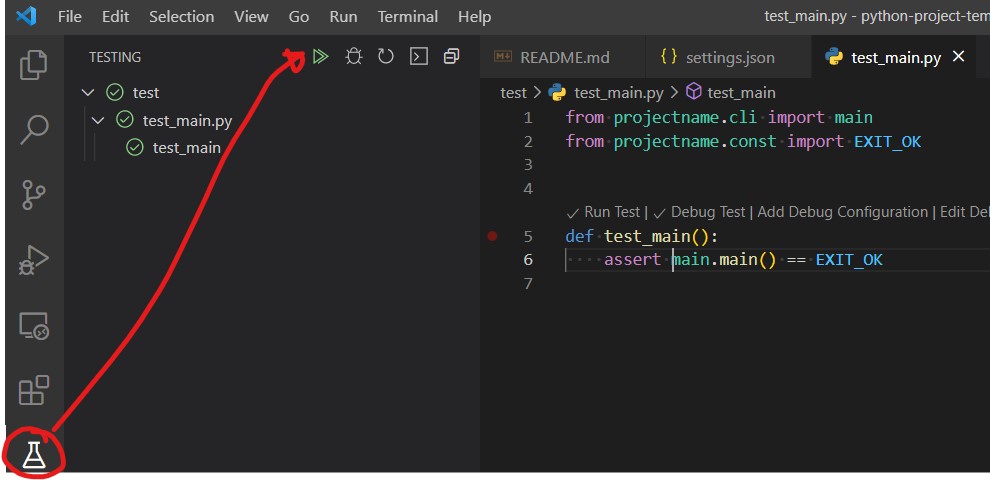 File Edit Selection View Go Run Terminal Help test_main.py - python-project-tem
TESTING
test
test_main.py
test_main
README.md settings.json test_main.py
test > test_main.py > test_main
1 from projectname.cli import main
2 from projectname.const import EXIT_OK
3
4
Run Test | Debug Test | Add Debug Configuration | Edit De
5 def test_main():
6 assert main.main() == EXIT_OK
7